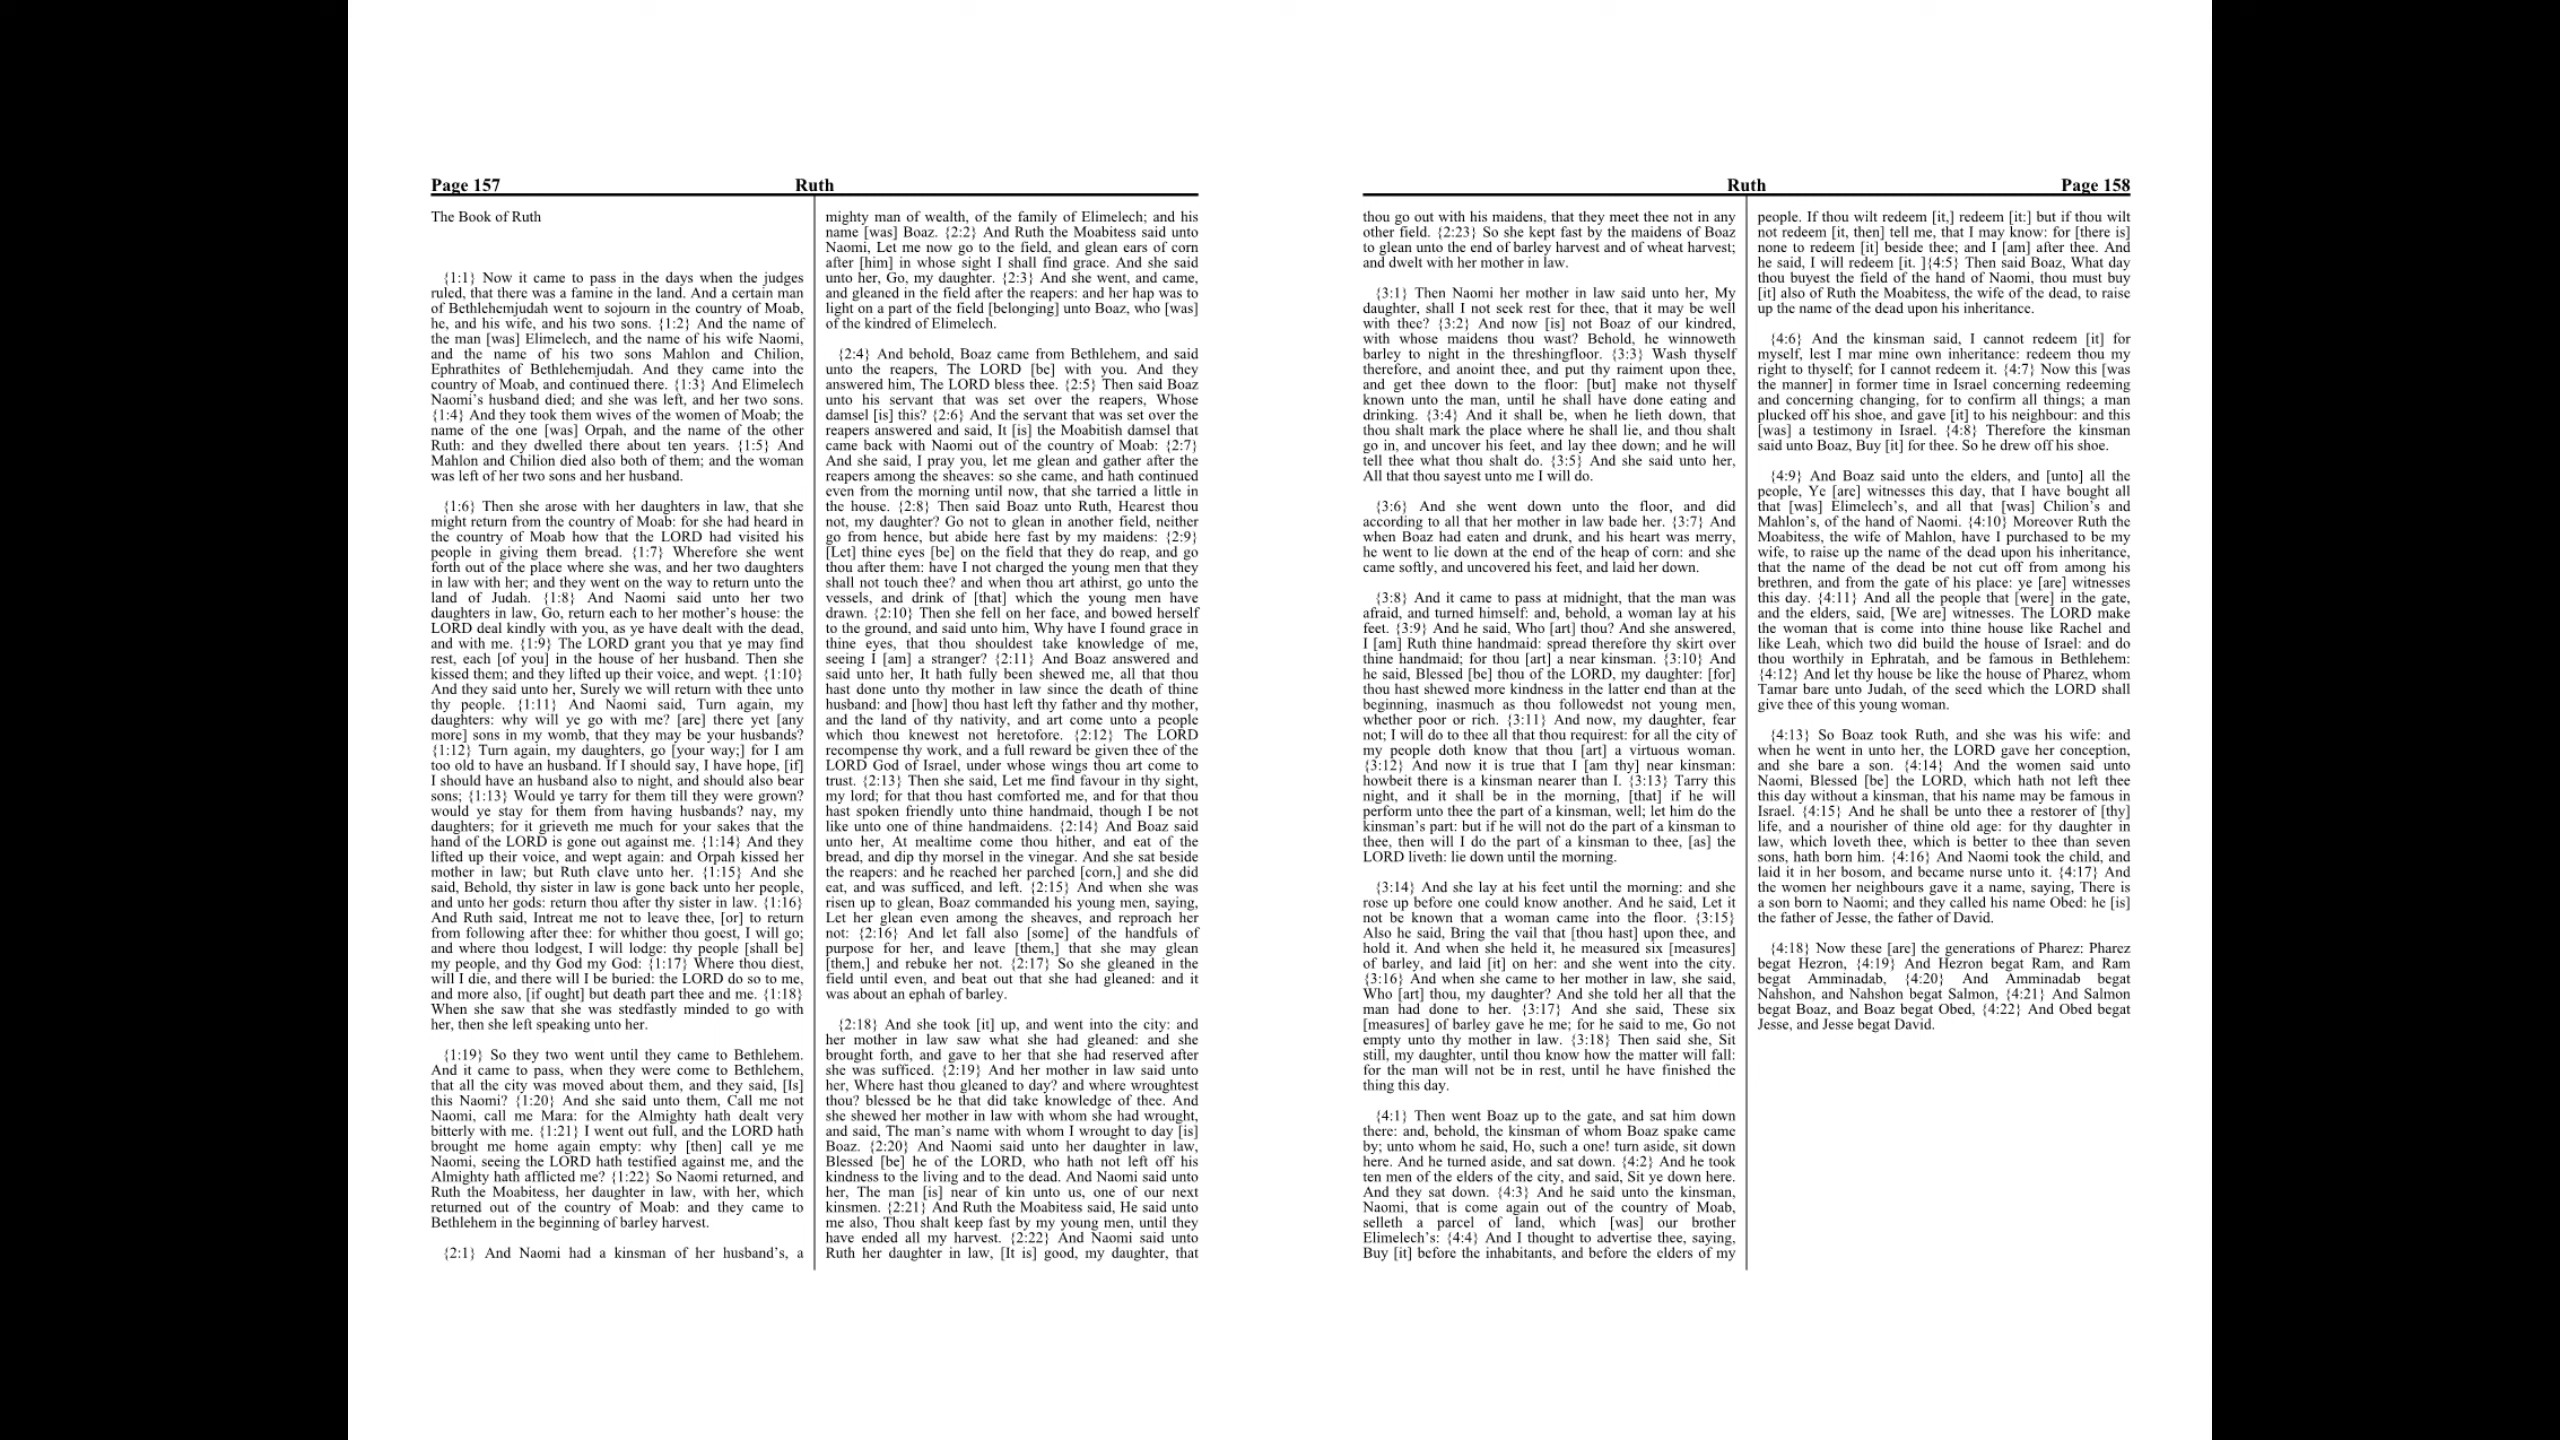 Page 157
Ruth
The Book of Ruth
{1:1} Now it came to pass in the days when the judges
ruled, that there was a famine in the land. And a certain man
of Bethlehemjudah went to sojourn in the country of Moab,
he, and his wife, and his two sons. {1:2} And the name of
the man [was] Elimelech, and the name of his wife Naomi,
and the name of his two sons Mahlon and Chilion,
Ephrathites of Bethlehemjudah. And they came into the
country of Moab, and continued there. {1:3} And Elimelech
Naomi's husband died; and she was left, and her two sons.
{1:4} And they took them wives of the women of Moab; the
name of the one [was] Orpah, and the name of the other
Ruth: and they dwelled there about ten years. {1:5} And
Mahlon and Chilion died also both of them; and the woman
was left of her two sons and her husband.
{1:6} Then she arose with her daughters in law, that she
might return from the country of Moab: for she had heard in
the country of Moab how that the LORD had visited his
people in giving them bread. {1:7} Wherefore she went
forth out of the place where she was, and her two daughters
in law with her; and they went on the way to return unto the
land of Judah. {1:8} And Naomi said unto her two
daughters in law, Go, return each to her mother's house: the
LORD deal kindly with you, as ye have dealt with the dead,
and with me. {1:9} The LORD grant you that ye may find
rest, each [of you] in the house of her husband. Then she
kissed them; and they lifted up their voice, and wept. {1:10}
And they said unto her, Surely we will return with thee unto
thy people. {1:11} And Naomi said, Turn again, my
daughters: why will ye go with me? [are] there yet [any
more] sons in my womb, that they may be your husbands?
{1:12} Turn again, my daughters, go [your way;] for I am
too old to have an husband. If I should say, I have hope, [if]
I should have an husband also to night, and should also bear
sons; {1:13} Would ye tarry for them till they were grown?
would ye stay for them from having husbands? nay, my
daughters; for it grieveth me much for your sakes that the
hand of the LORD is gone out against me. {1:14} And they
lifted up their voice, and wept again: and Orpah kissed her
mother in law; but Ruth clave unto her. {1:15} And she
said, Behold, thy sister in law is gone back unto her people,
and unto her gods: return thou after thy sister in law. {1:16}
And Ruth said, Intreat me not to leave thee, [or] to return
from following after thee: for whither thou goest, I will go;
and where thou lodgest, I will lodge: thy people [shall be]
my people, and thy God my God: {1:17} Where thou diest,
will I die, and there will I be buried: the LORD do so to me,
and more also, [if ought] but death part thee and me. {1:18}
When she saw that she was stedfastly minded to go with
her, then she left speaking unto her.
{1:19} So they two went until they came to Bethlehem.
And it came to pass, when they were come to Bethlehem,
that all the city was moved about them, and they said, [Is]
this Naomi? {1:20} And she said unto them, Call me not
Naomi, call me Mara: for the Almighty hath dealt very
bitterly with me. {1:21} I went out full, and the LORD hath
brought me home again empty: why [then] call ye me
Naomi, seeing the LORD hath testified against me, and the
Almighty hath afflicted me? {1:22} So Naomi returned, and
Ruth the Moabitess, her daughter in law, with her, which
returned out of the country of Moab: and they came to
Bethlehem in the beginning of barley harvest.
{2:1} And Naomi had a kinsman of her husband's, a
mighty man of wealth, of the family of Elimelech; and his
name [was] Boaz. {2:2} And Ruth the Moabitess said unto
Naomi, Let me now go to the field, and glean ears of corn
after [him] in whose sight I shall find grace. And she said
unto her, Go, my daughter. {2:3} And she went, and came,
and gleaned in the field after the reapers: and her hap was to
light on a part of the field [belonging] unto Boaz, who [was]
of the kindred of Elimelech.
{2:4} And behold, Boaz came from Bethlehem, and said
unto the reapers, The LORD [be] with you. And they
answered him, The LORD bless thee. {2:5} Then said Boaz
unto his servant that was set over the reapers, Whose
damsel [is] this? {2:6} And the servant that was set over the
reapers answered and said, It [is] the Moabitish damsel that
came back with Naomi out of the country of Moab: {2:7}
And she said, I pray you, let me glean and gather after the
reapers among the sheaves: so she came, and hath continued
even from the morning until now, that she tarried a little in
the house. {2:8} Then said Boaz unto Ruth, Hearest thou
not, my daughter? Go not to glean in another field, neither
go from hence, but abide here fast by my maidens: {2:9}
[Let] thine eyes [be] on the field that they do reap, and go
thou after them: have I not charged the young men that they
shall not touch thee? and when thou art athirst, go unto the
vessels, and drink of [that] which the young men have
drawn. {2:10} Then she fell on her face, and bowed herself
to the ground, and said unto him, Why have I found grace in
thine eyes, that thou shouldest take knowledge of me,
seeing I [am] a stranger? {2:11} And Boaz answered and
said unto her, It hath fully been shewed me, all that thou
hast done unto thy mother in law since the death of thine
husband: and [how] thou hast left thy father and thy mother,
and the land of thy nativity, and art come unto a people
which thou knewest not heretofore. {2:12} The LORD
recompense thy work, and a full reward be given thee of the
LORD God of Israel, under whose wings thou art come to
trust. {2:13} Then she said, Let me find favour in thy sight,
my lord; for that thou hast comforted me, and for that thou
hast spoken friendly unto thine handmaid, though I be not
like unto one of thine handmaidens. {2:14} And Boaz said
unto her, At mealtime come thou hither, and eat of the
bread, and dip thy morsel in the vinegar. And she sat beside
the reapers: and he reached her parched [corn,] and she did
eat, and was sufficed, and left. {2:15} And when she was
risen up to glean, Boaz commanded his young men, saying,
Let her glean even among the sheaves, and reproach her
not: {2:16} And let fall also [some] of the handfuls of
purpose for her, and leave [them,] that she may glean
[them,] and rebuke her not. {2:17} So she gleaned in the
field until even, and beat out that she had gleaned: and it
was about an ephah of barley.
{2:18} And she took [it] up, and went into the city: and
her mother in law saw what she had gleaned: and she
brought forth, and gave to her that she had reserved after
she was sufficed. {2:19} And her mother in law said unto
her, Where hast thou gleaned to day? and where wroughtest
thou? blessed be he that did take knowledge of thee. And
she shewed her mother in law with whom she had wrought,
and said, The man's name with whom I wrought to day [is]
Boaz. {2:20} And Naomi said unto her daughter in law,
Blessed [be] he of the LORD, who hath not left off his
kindness to the living and to the dead. And Naomi said unto
her, The man [is] near of kin unto us, one of our next
kinsmen. {2:21} And Ruth the Moabitess said, He said unto
me also, Thou shalt keep fast by my young men, until they
have ended all my harvest. {2:22} And Naomi said unto
Ruth her daughter in law, [It is] good, my daughter, that
Ruth
Page 158
thou go out with his maidens, that they meet thee not in any
other field. {2:23} So she kept fast by the maidens of Boaz
to glean unto the end of barley harvest and of wheat harvest;
and dwelt with her mother in law.
{3:1} Then Naomi her mother in law said unto her, My
daughter, shall I not seek rest for thee, that it may be well
with thee? {3:2} And now [is] not Boaz of our kindred,
with whose maidens thou wast? Behold, he winnoweth
barley to night in the threshingfloor. {3:3} Wash thyself
therefore, and anoint thee, and put thy raiment upon thee,
and get thee down to the floor: [but] make not thyself
known unto the man, until he shall have done eating and
drinking. {3:4} And it shall be, when he lieth down, that
thou shalt mark the place where he shall lie, and thou shalt
go in, and uncover his feet, and lay thee down; and he will
tell thee what thou shalt do. {3:5} And she said unto her,
All that thou sayest unto me I will do.
{3:6} And she went down unto the floor, and did
according to all that her mother in law bade her. {3:7} And
when Boaz had eaten and drunk, and his heart was merry,
he went to lie down at the end of the heap of corn: and she
came softly, and uncovered his feet, and laid her down.
{3:8} And it came to pass at midnight, that the man was
afraid, and turned himself: and, behold, a woman lay at his
feet. {3:9} And he said, Who [art] thou? And she answered,
I [am] Ruth thine handmaid: spread therefore thy skirt over
thine handmaid; for thou [art] a near kinsman. {3:10} And
he said, Blessed [be] thou of the LORD, my daughter: [for]
thou hast shewed more kindness in the latter end than at the
beginning, inasmuch as thou followedst not young men,
whether poor or rich. {3:11} And now, my daughter, fear
not; I will do to thee all that thou requirest: for all the city of
my people doth know that thou [art] a virtuous woman.
{3:12} And now it is true that I [am thy] near kinsman:
howbeit there is a kinsman nearer than I. {3:13} Tarry this
night, and it shall be in the morning, [that] if he will
perform unto thee the part of a kinsman, well; let him do the
kinsman's part: but if he will not do the part of a kinsman to
thee, then will I do the part of a kinsman to thee, [as] the
LORD liveth: lie down until the morning.
{3:14} And she lay at his feet until the morning: and she
rose up before one could know another. And he said, Let it
not be known that a woman came into the floor. {3:15}
Also he said, Bring the vail that [thou hast] upon thee, and
hold it. And when she held it, he measured six [measures]
of barley, and laid [it] on her: and she went into the city.
{3:16} And when she came to her mother in law, she said,
Who [art] thou, my daughter? And she told her all that the
man had done to her. {3:17} And she said, These six
[measures] of barley gave he me; for he said to me, Go not
empty unto thy mother in law. {3:18} Then said she, Sit
still, my daughter, until thou know how the matter will fall:
for the man will not be in rest, until he have finished the
thing this day.
{4:1} Then went Boaz up to the gate, and sat him down
there: and, behold, the kinsman of whom Boaz spake came
by; unto whom he said, Ho, such a one! turn aside, sit down
here. And he turned aside, and sat down. {4:2} And he took
ten men of the elders of the city, and said, Sit ye down here.
And they sat down. {4:3} And he said unto the kinsman,
Naomi, that is come again out of the country of Moab,
selleth a parcel of land, which [was] our brother
Elimelech's: {4:4} And I thought to advertise thee, saying,
Buy [it] before the inhabitants, and before the elders of my
people. If thou wilt redeem [it,] redeem [it:] but if thou wilt
not redeem [it, then] tell me, that I may know: for [there is]
none to redeem [it] beside thee; and I [am] after thee. And
he said, I will redeem [it. ]{4:5} Then said Boaz, What day
thou buyest the field of the hand of Naomi, thou must buy
[it] also of Ruth the Moabitess, the wife of the dead, to raise
up the name of the dead upon his inheritance.
{4:6} And the kinsman said, I cannot redeem [it] for
myself, lest I mar mine own inheritance: redeem thou my
right to thyself; for I cannot redeem it. {4:7} Now this [was
the manner] in former time in Israel concerning redeeming
and concerning changing, for to confirm all things; a man
plucked off his shoe, and gave [it] to his neighbour: and this
[was] a testimony in Israel. {4:8} Therefore the kinsman
said unto Boaz, Buy [it] for thee. So he drew off his shoe.
{4:9} And Boaz said unto the elders, and [unto] all the
people, Ye [are] witnesses this day, that I have bought all
that [was] Elimelech's, and all that [was] Chilion's and
Mahlon's, of the hand of Naomi. {4:10} Moreover Ruth the
Moabitess, the wife of Mahlon, have I purchased to be my
wife, to raise up the name of the dead upon his inheritance,
that the name of the dead be not cut off from among his
brethren, and from the gate of his place: ye [are] witnesses
this day. {4:11} And all the people that [were] in the gate,
and the elders, said, [We are] witnesses. The LORD make
the woman that is come into thine house like Rachel and
like Leah, which two did build the house of Israel: and do
thou worthily in Ephratah, and be famous in Bethlehem:
{4:12} And let thy house be like the house of Pharez, whom
Tamar bare unto Judah, of the seed which the LORD shall
give thee of this young woman.
{4:13} So Boaz took Ruth, and she was his wife: and
when he went in unto her, the LORD gave her conception,
and she bare a son. {4:14} And the women said unto
Naomi, Blessed [be] the LORD, which hath not left thee
this day without a kinsman, that his name may be famous in
Israel. {4:15} And he shall be unto thee a restorer of [thy]
life, and a nourisher of thine old age: for thy daughter in
law, which loveth thee, which is better to thee than seven
sons, hath born him. {4:16} And Naomi took the child, and
laid it in her bosom, and became nurse unto it. {4:17} And
the women her neighbours gave it a name, saying, There is
a son born to Naomi; and they called his name Obed: he [is]
the father of Jesse, the father of David.
{4:18} Now these [are] the generations of Pharez: Pharez
begat Hezron, {4:19} And Hezron begat Ram, and Ram
begat Amminadab, {4:20} And Amminadab begat
Nahshon, and Nahshon begat Salmon, {4:21} And Salmon
begat Boaz, and Boaz begat Obed, {4:22} And Obed begat
Jesse, and Jesse begat David.